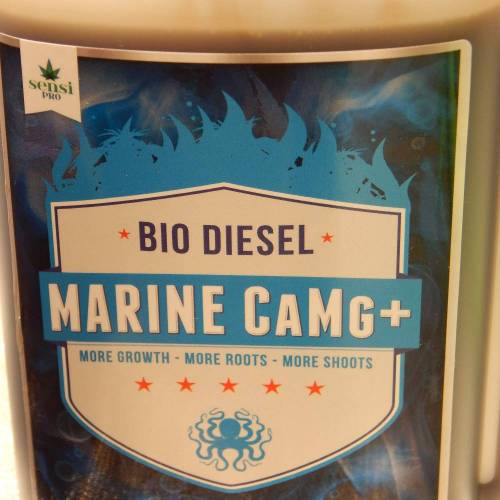 sensi
PRO
BIO DIESEL
MARINE CaMg+
MORE GROWTH - MORE ROOTS - MORE SHOOTS